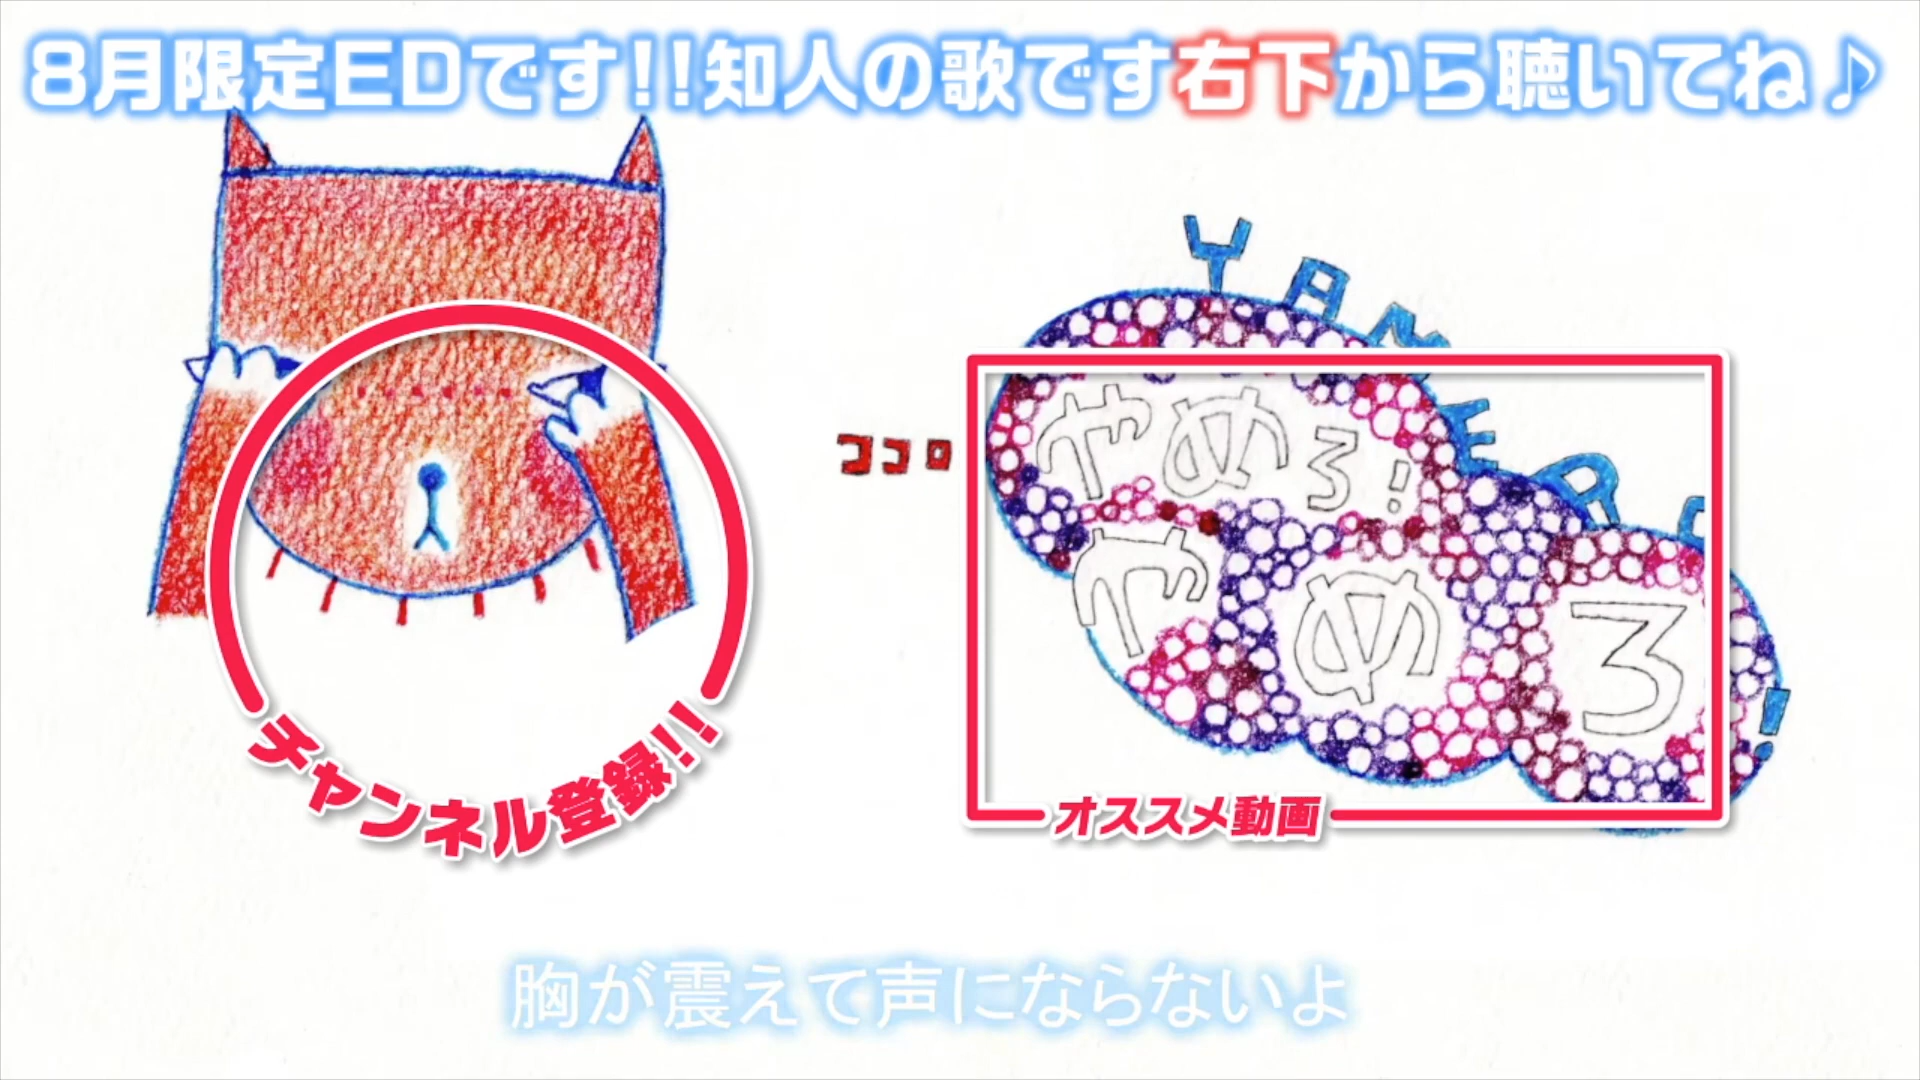 8月限定EDです!!知人の歌です右下から聴いてね♪
YAMERO!
ココロ
やめろ!
やめろ
チャンネル登録!!
オススメ動画
胸が震えて声にならないよ